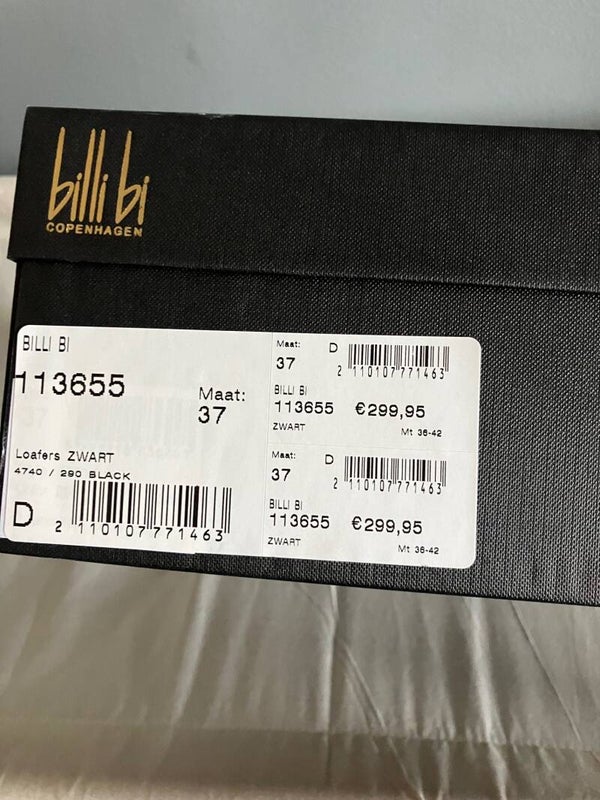 billi bi
COPENHAGEN
BILLI BI
113655
Maat:
37
Loafers ZWART
4740 / 290 BLACK
D
2 110107 771463
Maat:
37
D
2 110107 771463
BILLI BI
113655 €299,95
ZWART
Mt 36-42
Maat:
37
D
2 110107 771463
BILLI BI
113655 €299,95
ZWART
Mt 36-42